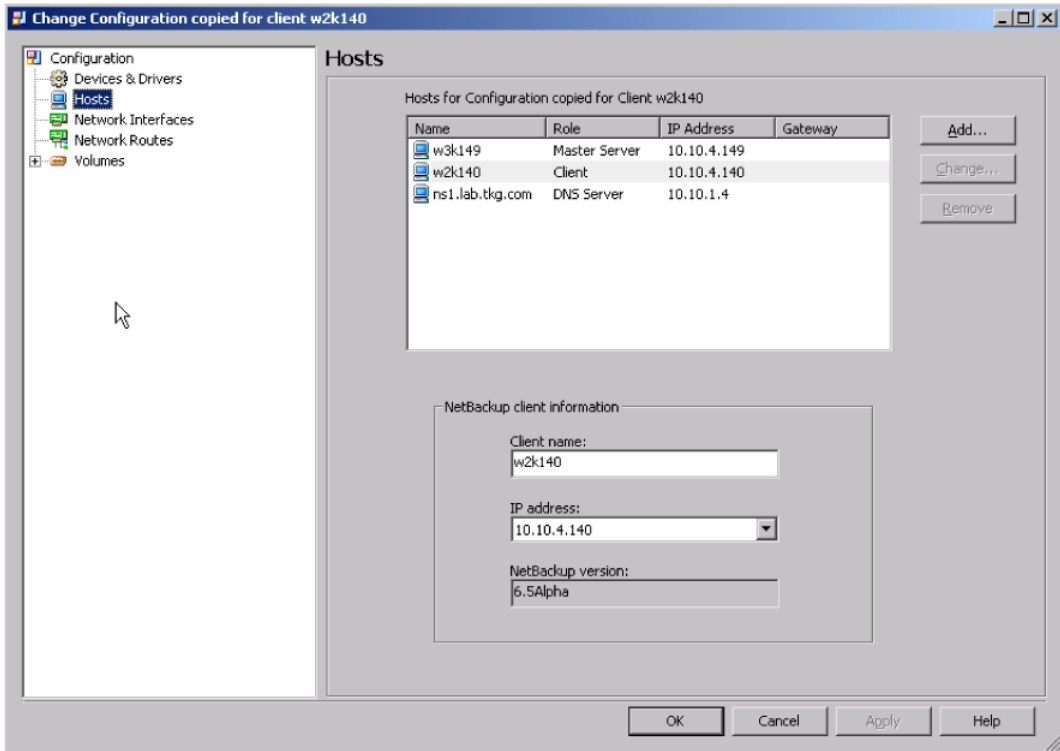 Change Configuration copied for client w2k140
Configuration
Devices & Drivers
Hosts
Network Interfaces
Network Routes
Volumes
Hosts
Hosts for Configuration copied for Client w2k140
Name Role IP Address Gateway
w3k149 Master Server 10.10.4.149
w2k140 Client 10.10.4.140
ns1.lab.tkg.com DNS Server 10.10.1.4
Add...
Change...
Remove
NetBackup client information
Client name:
w2k140
IP address:
10.10.4.140
NetBackup version:
6.5Alpha
OK Cancel Apply Help